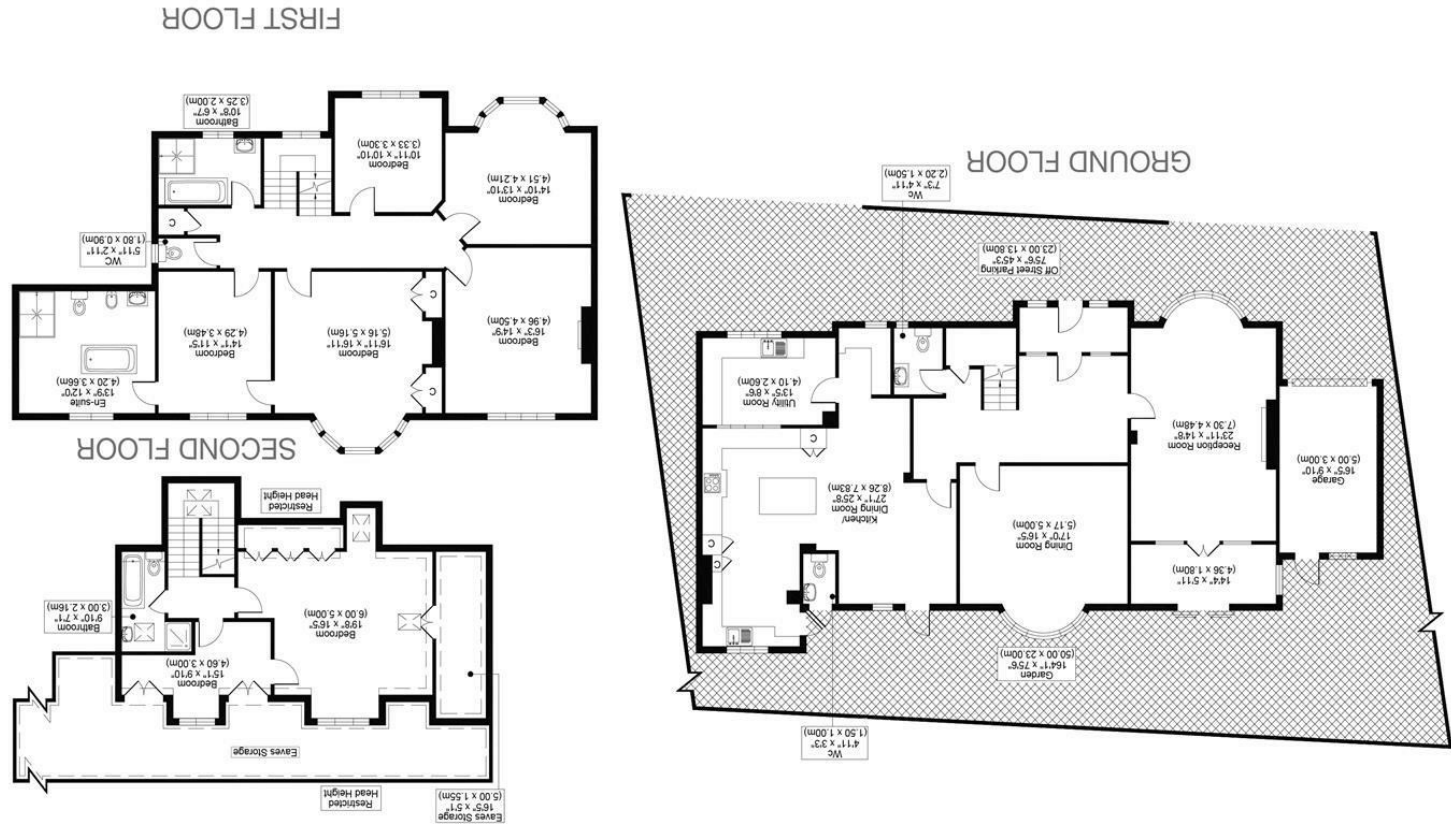 Wc
4'11" x 3'3"
(1.50 x 1.00m)
Garden
164'1" x 75'6"
(50.00 x 23.00m)
14'4" x 5'11"
(4.36 x 1.80m)
Garage
16'5" x 9'10"
(5.00 x 3.00m)
Reception Room
23'11" x 14'8"
(7.30 x 4.48m)
Dining Room
17'0" x 16'5"
(5.17 x 5.00m)
Kitchen/
Dining Room
27'1" x 25'8"
(8.26 x 7.83m)
C
C
C
Utility Room
13'5" x 8'6"
(4.10 x 2.60m)
Off Street Parking
75'6" x 45'3"
(23.00 x 13.80m)
Wc
7'3" x 4'11"
(2.20 x 1.50m)
GROUND FLOOR
Eaves Storage
16'5" x 5'1"
(5.00 x 1.55m)
Restricted
Head Height
Eaves Storage
Bedroom
15'1" x 9'10"
(4.60 x 3.00m)
Bedroom
19'8" x 16'5"
(6.00 x 5.00m)
Bathroom
9'10" x 7'1"
(3.00 x 2.16m)
Restricted
Head Height
SECOND FLOOR
En-suite
13'9" x 12'0"
(4.20 x 3.66m)
C
Bedroom
16'3" x 14'9"
(4.96 x 4.50m)
Bedroom
16'11" x 16'11"
(5.16 x 5.16m)
Bedroom
14'1" x 11'5"
(4.29 x 3.48m)
C
WC
5'11" x 2'11"
(1.80 x 0.90m)
C
Bedroom
14'10" x 13'10"
(4.51 x 4.21m)
Bedroom
10'11" x 10'10"
(3.33 x 3.30m)
Bathroom
10'8" x 6'7"
(3.25 x 2.00m)
FIRST FLOOR